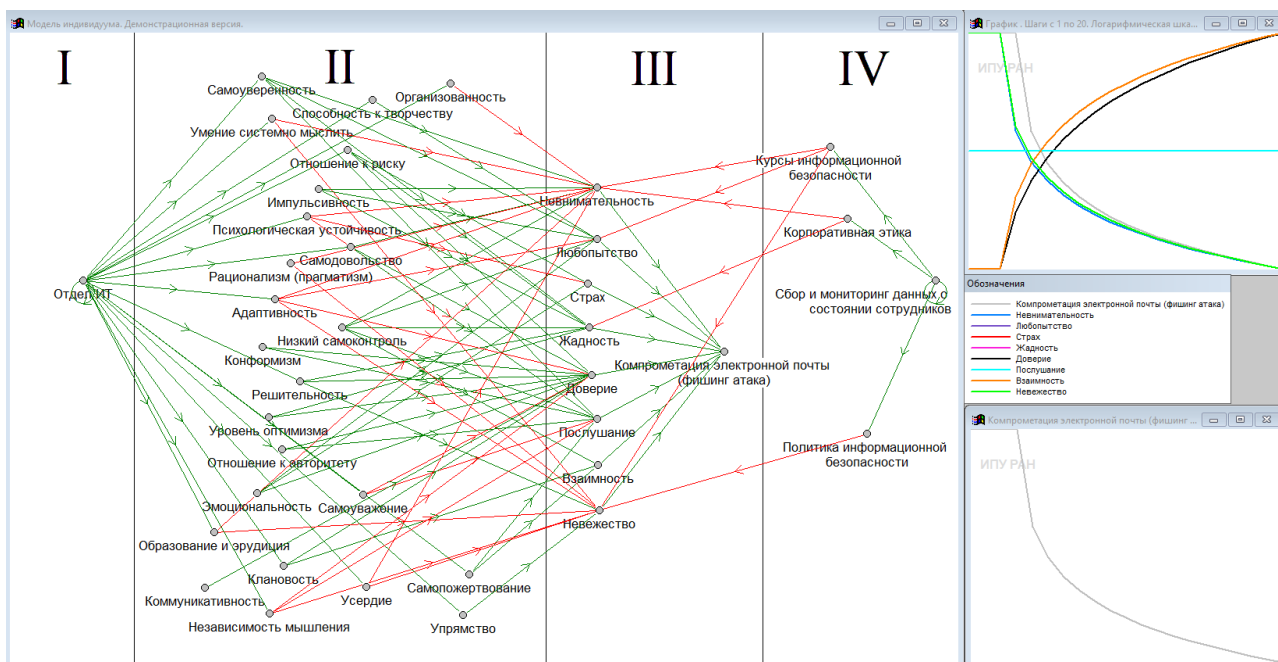 Модель индивидуума. Демонстрационная версия.
I
II
III
IV
Самоуверенность
Организованность
Способность к творчеству
Умение системно мыслить
Отношение к риску
Курсы информационной
безопасности
Импульсивность
Невнимательность
Психологическая устойчивость
Корпоративная этика
Самодовольство
Любопытство
Рационализм (прагматизм)
Отдел ИТ
Страх
Сбор и мониторинг данных о
состоянии сотрудников
Адаптивность
Низкий самоконтроль
Жадность
Конформизм
Компрометация электронной почты
(фишинг атака)
Решительность
Доверие
Уровень оптимизма
Послушание
Политика информационной
безопасности
Отношение к авторитету
Взаимность
Эмоциональность
Самоуважение
Невежество
Образование и эрудиция
Клановость
Самопожертвование
Коммуникативность
Усердие
Независимость мышления
Упрямство
График . Шаги с 1 по 20. Логарифмическая шка...
ИПУ РАН
Обозначения
Компрометация электронной почты (фишинг атака)
Невнимательность
Любопытство
Страх
Жадность
Доверие
Послушание
Взаимность
Невежество
Компрометация электронной почты (фишинг ...
ИПУ РАН